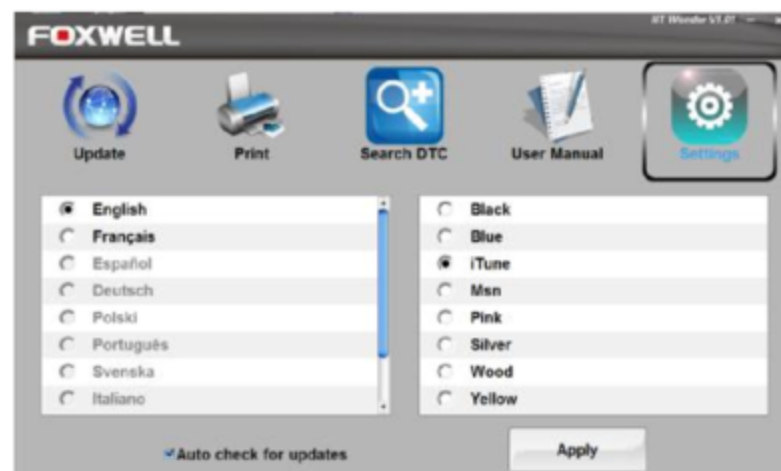 FOXWELL
Update
Print
Search DTC
User Manual
Settings
English
Français
Español
Deutsch
Polski
Português
Svenska
Italiano
Black
Blue
iTune
Msn
Pink
Silver
Wood
Yellow
Auto check for updates
Apply